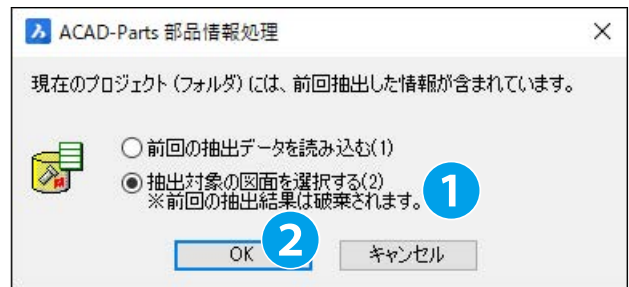 ACAD-Parts 部品情報処理
現在のプロジェクト（フォルダ）には、前回抽出した情報が含まれています。
前回の抽出データを読み込む(1)
抽出対象の図面を選択する(2)
※前回の抽出結果は破棄されます。
1
OK
2
キャンセル